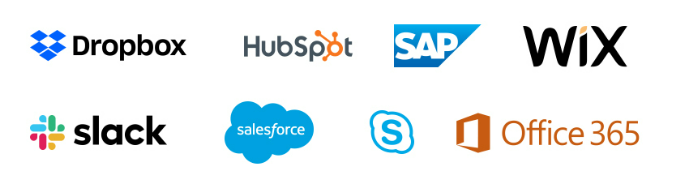 Dropbox
HubSpot
SAP
WiX
slack
salesforce
S
Office 365